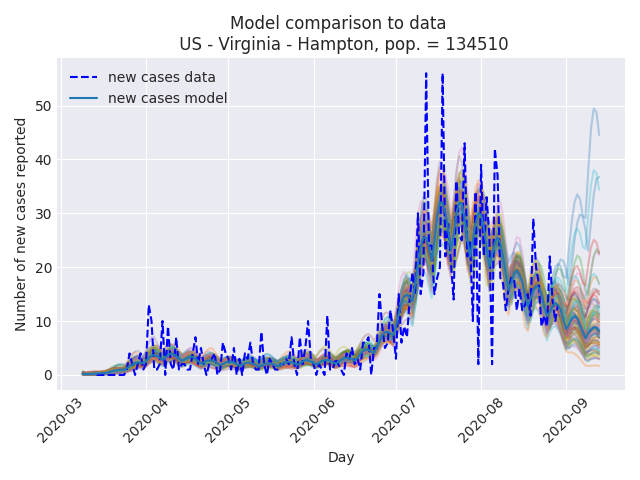 Model comparison to data
US - Virginia - Hampton, pop. = 134510
new cases data
new cases model
Number of new cases reported
50
40
30
20
10
0
2020-03
2020-04
2020-05
2020-06
2020-07
2020-08
2020-09
Day